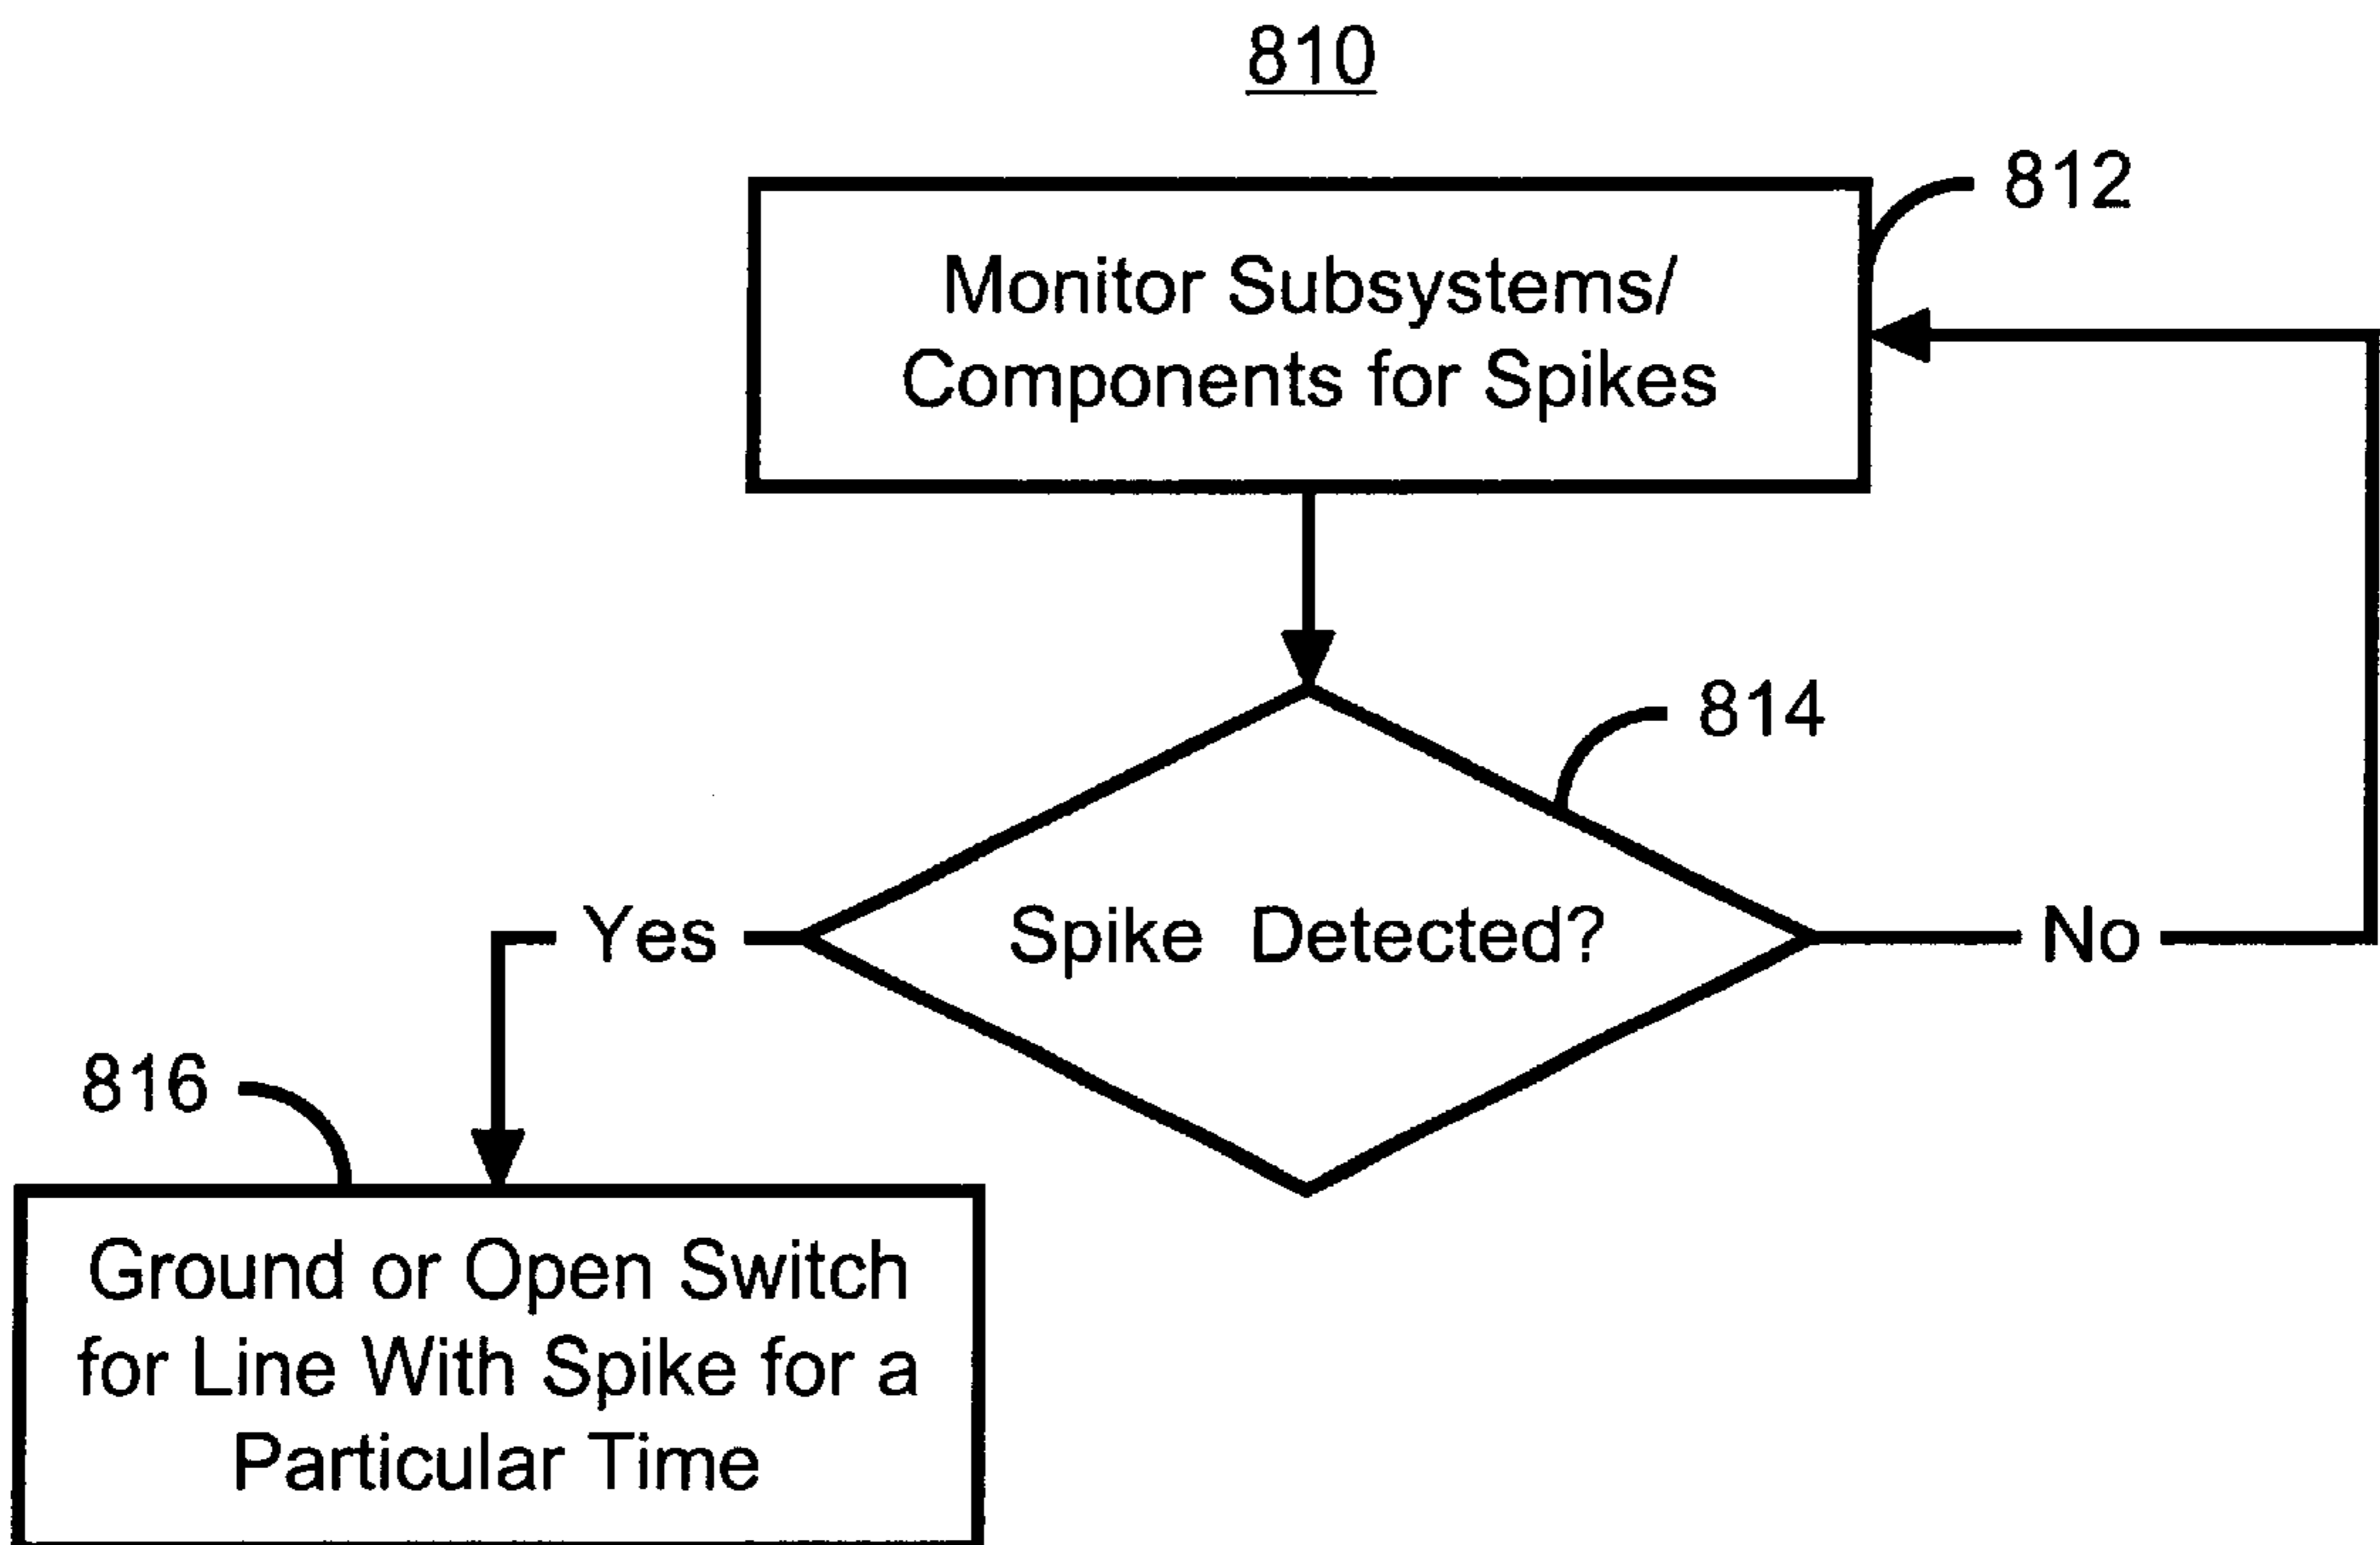 810
812
Monitor Subsystems/
Components for Spikes
814
Yes
Spike Detected?
No
816
Ground or Open Switch
for Line With Spike for a
Particular Time